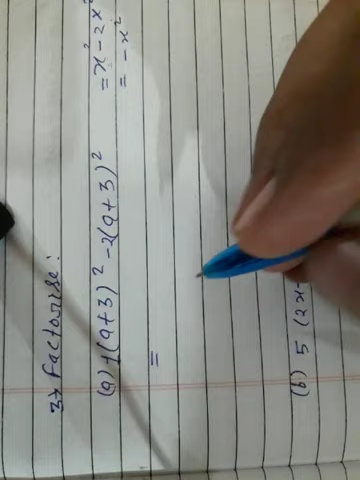 3→ Factorise:
(a) 1(a+3)² -2(a+3)² = x² - 2x²
= = -x²
(b) 5 (2x-